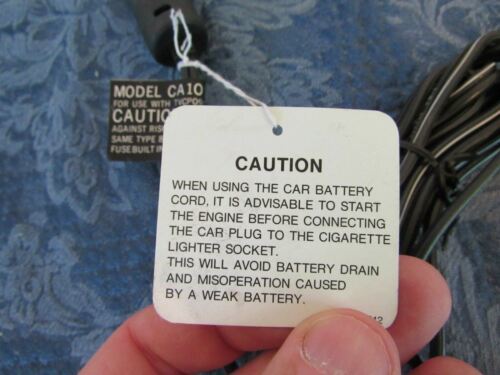 MODEL CA10
FOR USE WITH
CAUTION
AGAINST
SAME TYPE
FUSE.BUILT IN
CAUTION
WHEN USING THE CAR BATTERY
CORD, IT IS ADVISABLE TO START
THE ENGINE BEFORE CONNECTING
THE CAR PLUG TO THE CIGARETTE
LIGHTER SOCKET.
THIS WILL AVOID BATTERY DRAIN
AND MISOPERATION CAUSED
BY A WEAK BATTERY.